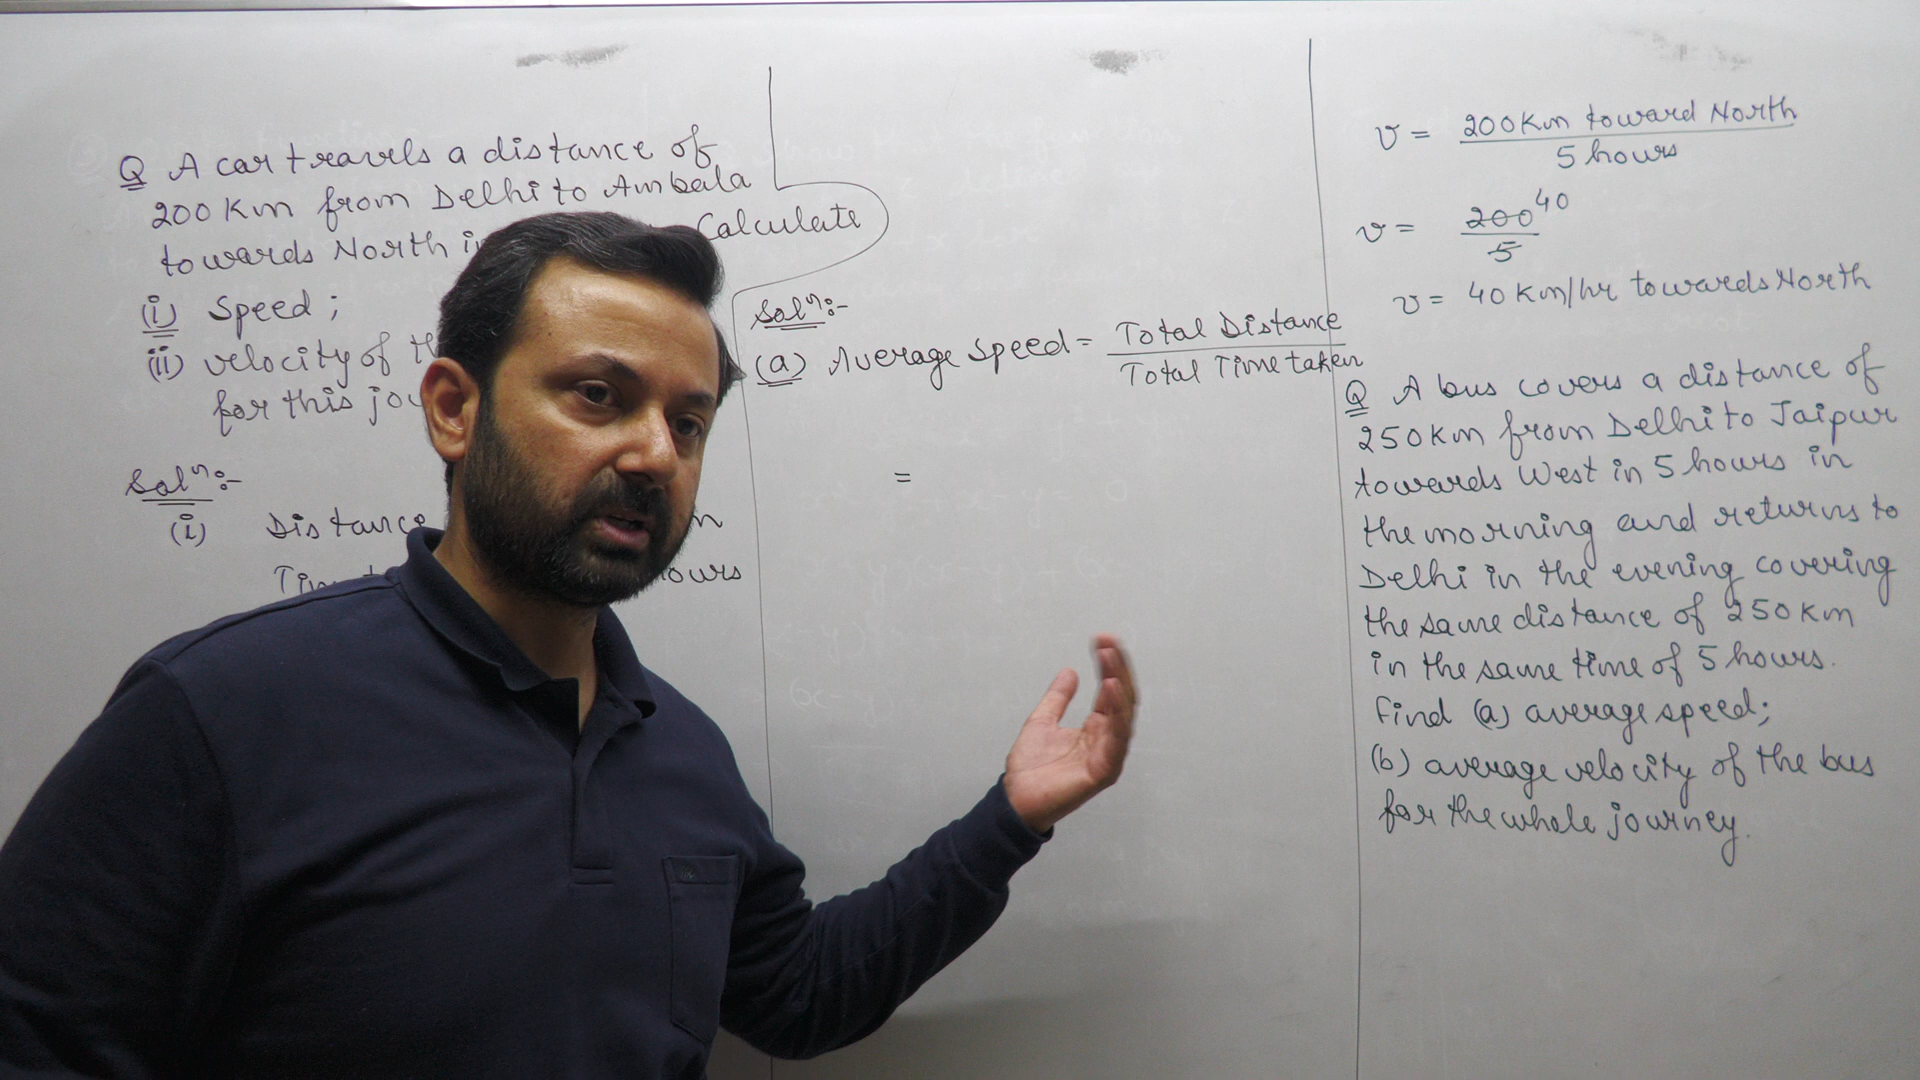 Q A car travels a distance of
200 Km from Delhi to Ambala
towards North in Calculate
(i) Speed ;
(ii) velocity of
for this
Solⁿ:-
(i) Distance
ours
Solⁿ:-
(a) Average Speed = Total Distance
Total Time taken
=
v = 200 Km toward North
5 hours
v = 200 40
5
v = 40 Km/hr towards North
Q A bus covers a distance of
250 Km from Delhi to Jaipur
towards West in 5 hours in
the morning and returns to
Delhi in the evening covering
the same distance of 250 Km
in the same time of 5 hours.
Find (a) average speed;
(b) average velocity of the bus
for the whole journey.